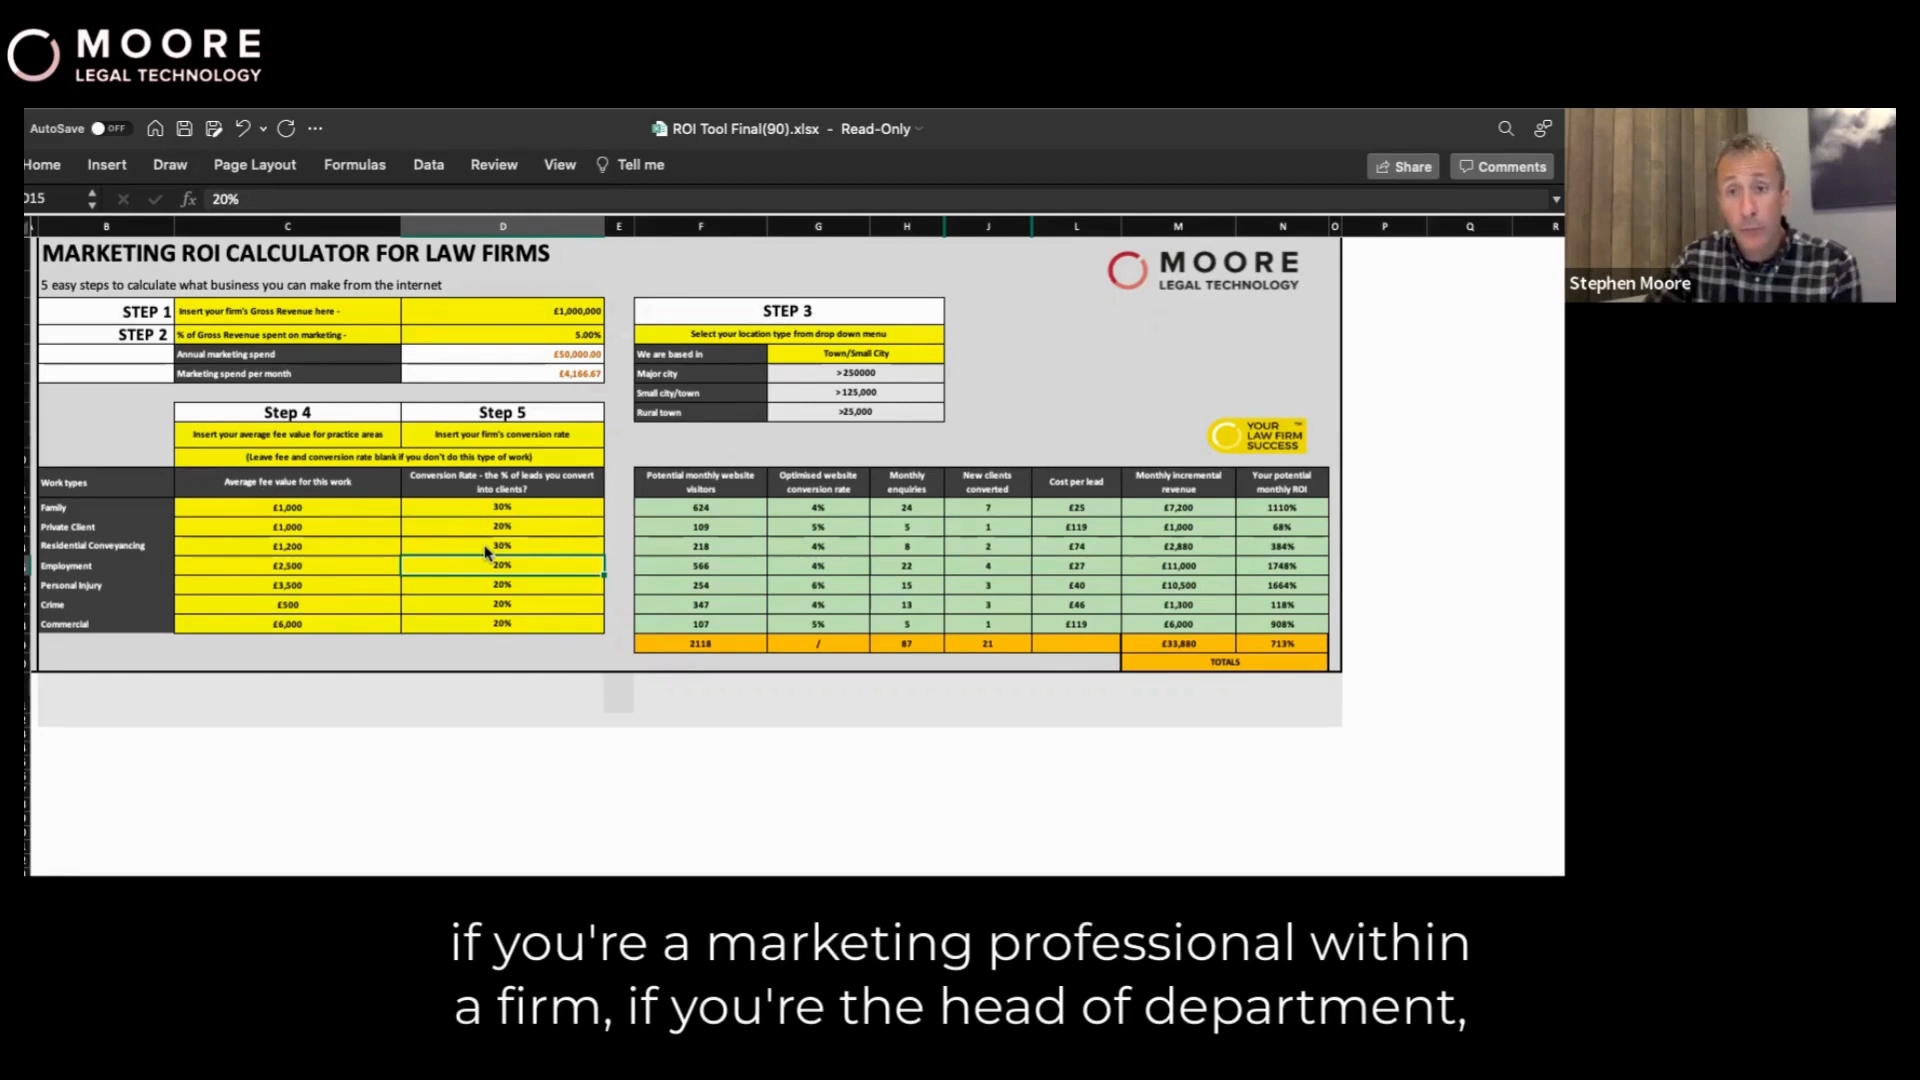 MOORE
LEGAL TECHNOLOGY
AutoSave OFF
ROI Tool Final(90).xlsx - Read-Only
Home Insert Draw Page Layout Formulas Data Review View Tell me
Share Comments
D15 fx 20%
B C D E F G H J L M N O P Q R
MARKETING ROI CALCULATOR FOR LAW FIRMS
5 easy steps to calculate what business you can make from the internet
MOORE
LEGAL TECHNOLOGY
STEP 1 Insert your firm's Gross Revenue here - £1,000,000
STEP 2 % of Gross Revenue spent on marketing - 5.00%
Annual marketing spend £50,000.00
Marketing spend per month £4,166.67
STEP 3
Select your location type from drop down menu
We are based in Town/Small City
Major city >250000
Small city/town >125,000
Rural town >25,000
Step 4 Step 5
Insert your average fee value for practice areas Insert your firm's conversion rate
(Leave fee and conversion rate blank if you don't do this type of work)
YOUR
LAW FIRM
SUCCESS ™
Work types Average fee value for this work Conversion Rate - the % of leads you convert into clients? Potential monthly website visitors Optimised website conversion rate Monthly enquiries New clients converted Cost per lead Monthly incremental revenue Your potential monthly ROI
Family £1,000 30% 624 4% 24 7 £25 £7,200 1110%
Private Client £1,000 20% 109 5% 5 1 £119 £1,000 68%
Residential Conveyancing £1,200 30% 218 4% 8 2 £74 £2,880 384%
Employment £2,500 20% 566 4% 22 4 £27 £11,000 1748%
Personal Injury £3,500 20% 254 6% 15 3 £40 £10,500 1664%
Crime £500 20% 347 4% 13 3 £46 £1,300 118%
Commercial £6,000 20% 107 5% 5 1 £119 £6,000 908%
2118 / 87 21 £33,880 713%
TOTALS
Stephen Moore
if you're a marketing professional within
a firm, if you're the head of department,